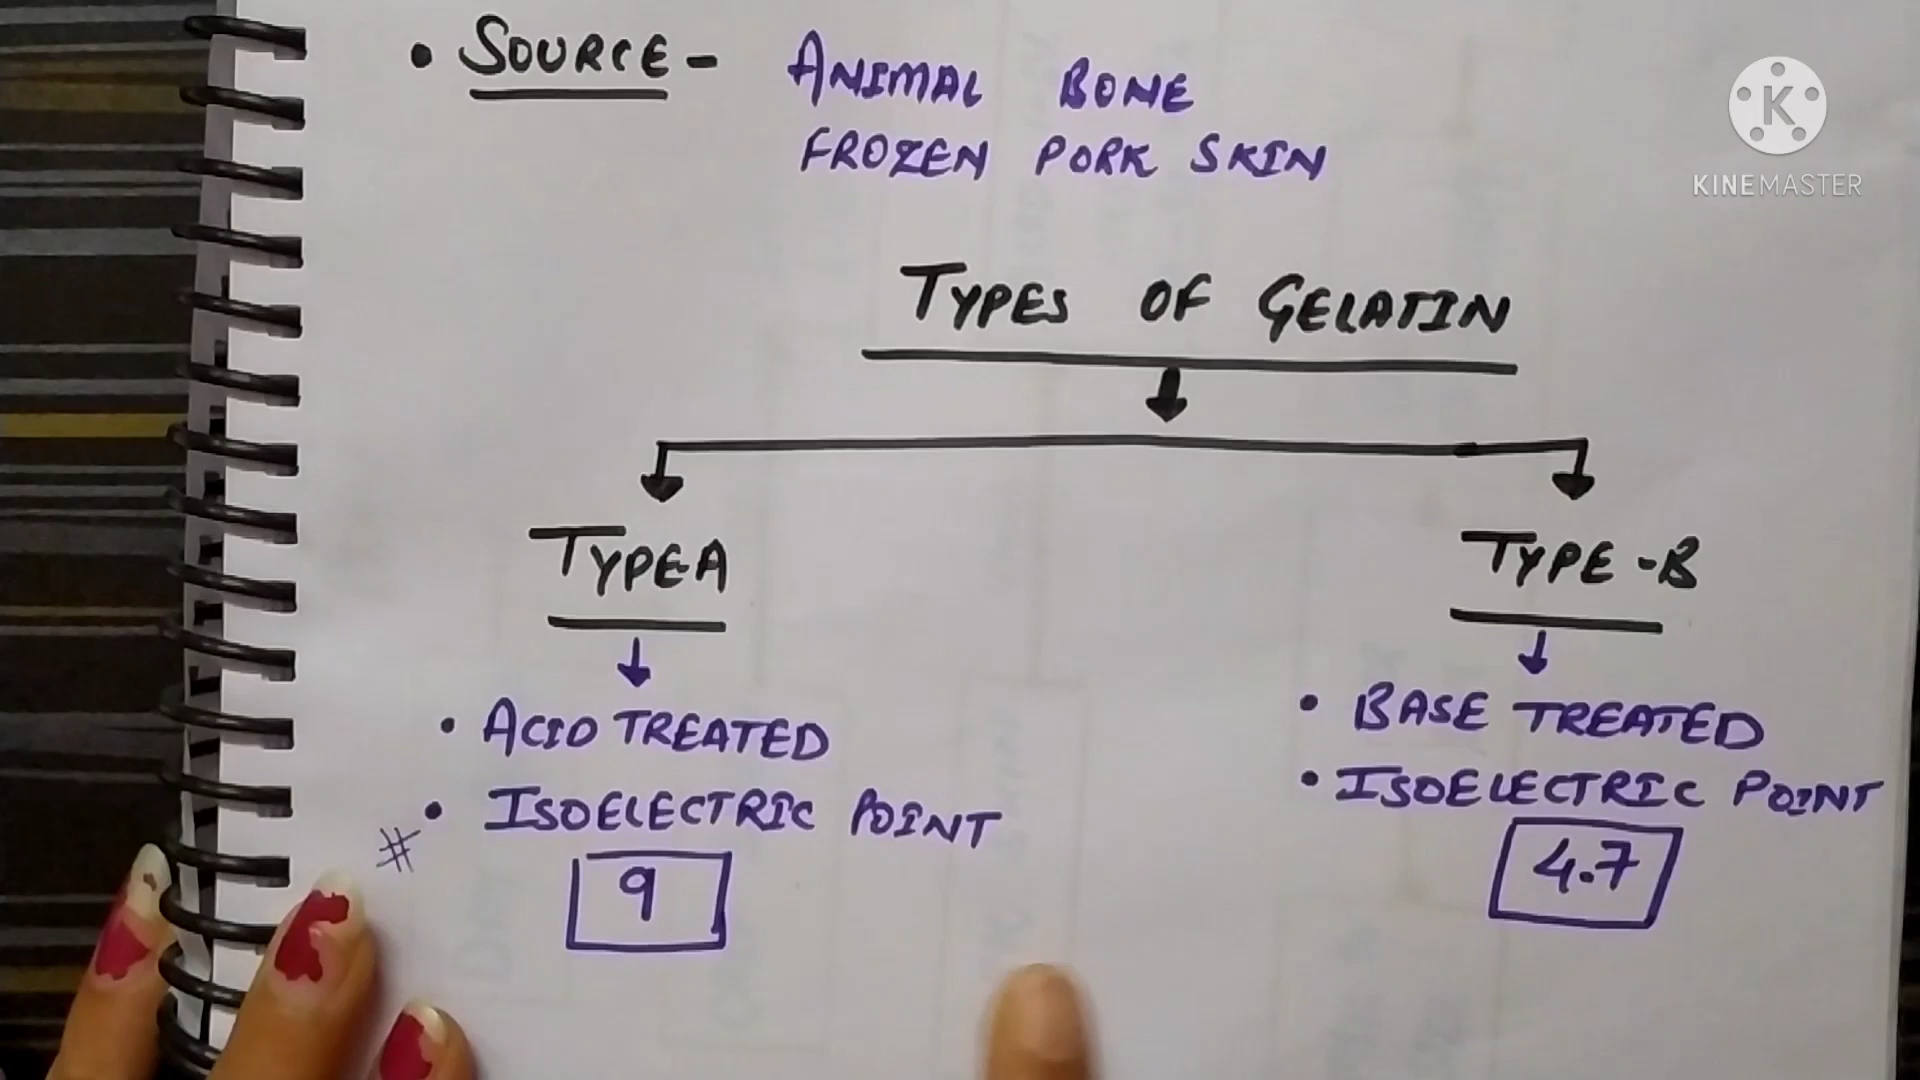 • SOURCE - ANIMAL BONE
FROZEN PORK SKIN
K
KINEMASTER
TYPES OF GELATIN
TYPE-A
TYPE-B
• ACID TREATED
• ISOELECTRIC POINT
#
9
• BASE TREATED
• ISOELECTRIC POINT
4.7